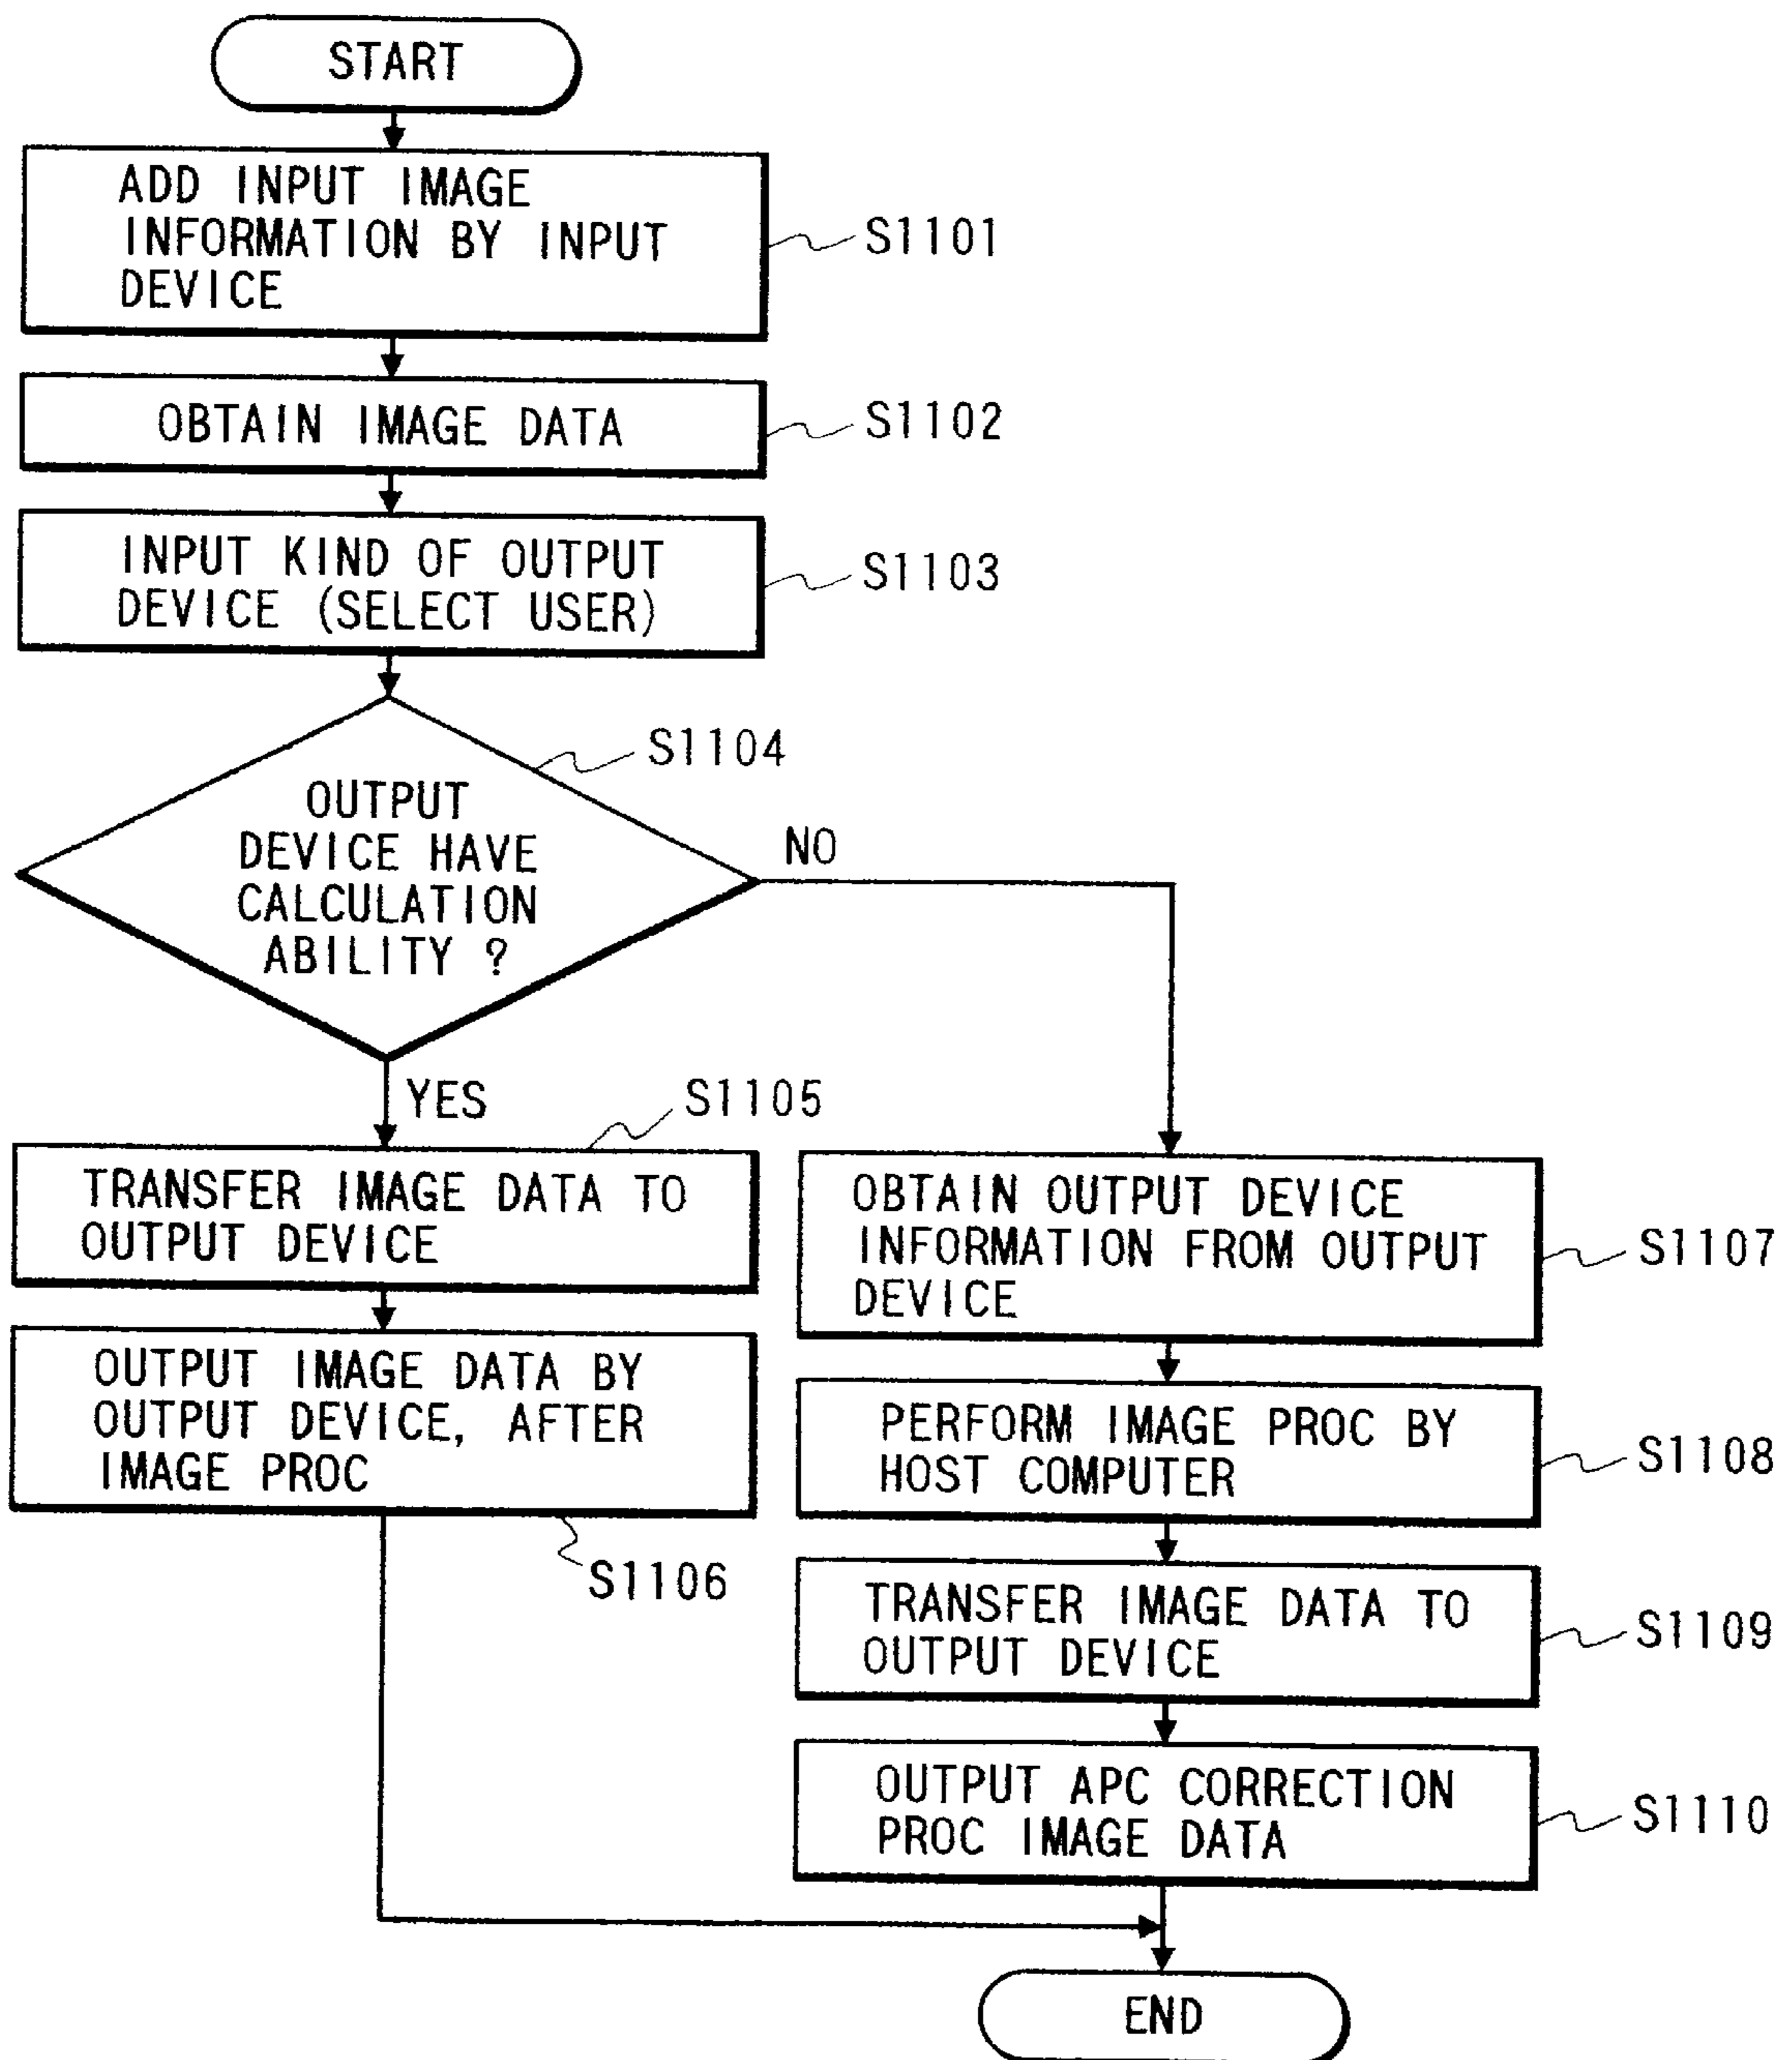 START
ADD INPUT IMAGE
INFORMATION BY INPUT
DEVICE
S1101
OBTAIN IMAGE DATA
S1102
INPUT KIND OF OUTPUT
DEVICE (SELECT USER)
S1103
S1104
OUTPUT
DEVICE HAVE
CALCULATION
ABILITY ?
NO
YES
S1105
TRANSFER IMAGE DATA TO
OUTPUT DEVICE
OUTPUT IMAGE DATA BY
OUTPUT DEVICE, AFTER
IMAGE PROC
S1106
OBTAIN OUTPUT DEVICE
INFORMATION FROM OUTPUT
DEVICE
S1107
PERFORM IMAGE PROC BY
HOST COMPUTER
S1108
TRANSFER IMAGE DATA TO
OUTPUT DEVICE
S1109
OUTPUT APC CORRECTION
PROC IMAGE DATA
S1110
END